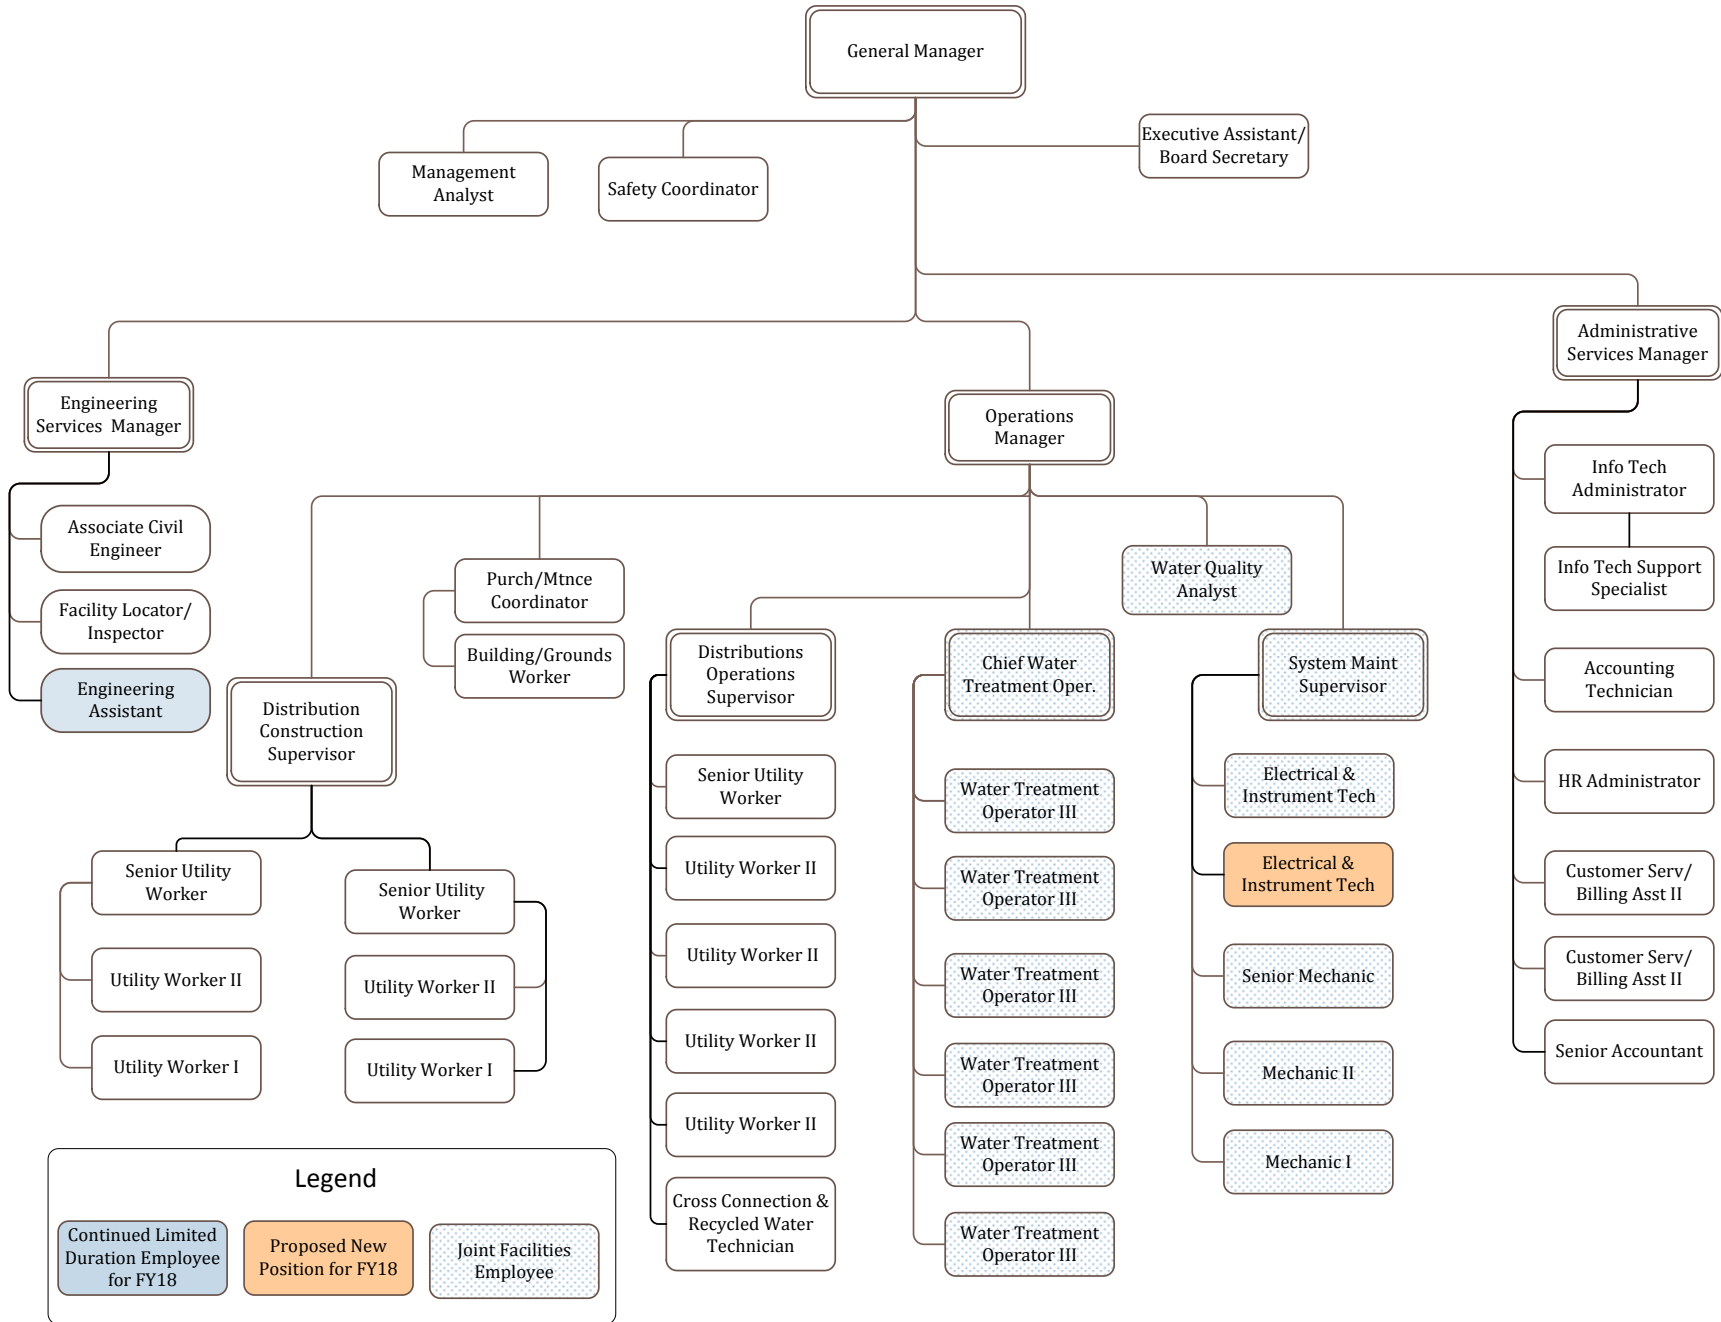 General Manager
Executive Assistant/
Board Secretary
Management
Analyst
Safety Coordinator
Administrative
Services Manager
Engineering
Services Manager
Operations
Manager
Info Tech
Administrator
Associate Civil
Engineer
Info Tech Support
Specialist
Water Quality
Analyst
Purch/Mtnce
Coordinator
Facility Locator/
Inspector
Building/Grounds
Worker
Distributions
Operations
Supervisor
Chief Water
Treatment Oper.
System Maint
Supervisor
Accounting
Technician
Engineering
Assistant
Distribution
Construction
Supervisor
Senior Utility
Worker
Water Treatment
Operator III
Electrical &
Instrument Tech
HR Administrator
Senior Utility
Worker
Senior Utility
Worker
Utility Worker II
Water Treatment
Operator III
Electrical &
Instrument Tech
Customer Serv/
Billing Asst II
Utility Worker II
Utility Worker II
Utility Worker II
Water Treatment
Operator III
Senior Mechanic
Customer Serv/
Billing Asst II
Utility Worker I
Utility Worker I
Utility Worker II
Water Treatment
Operator III
Mechanic II
Senior Accountant
Utility Worker II
Water Treatment
Operator III
Mechanic I
Cross Connection &
Recycled Water
Technician
Water Treatment
Operator III
Legend
Continued Limited
Duration Employee
for FY18
Proposed New
Position for FY18
Joint Facilities
Employee